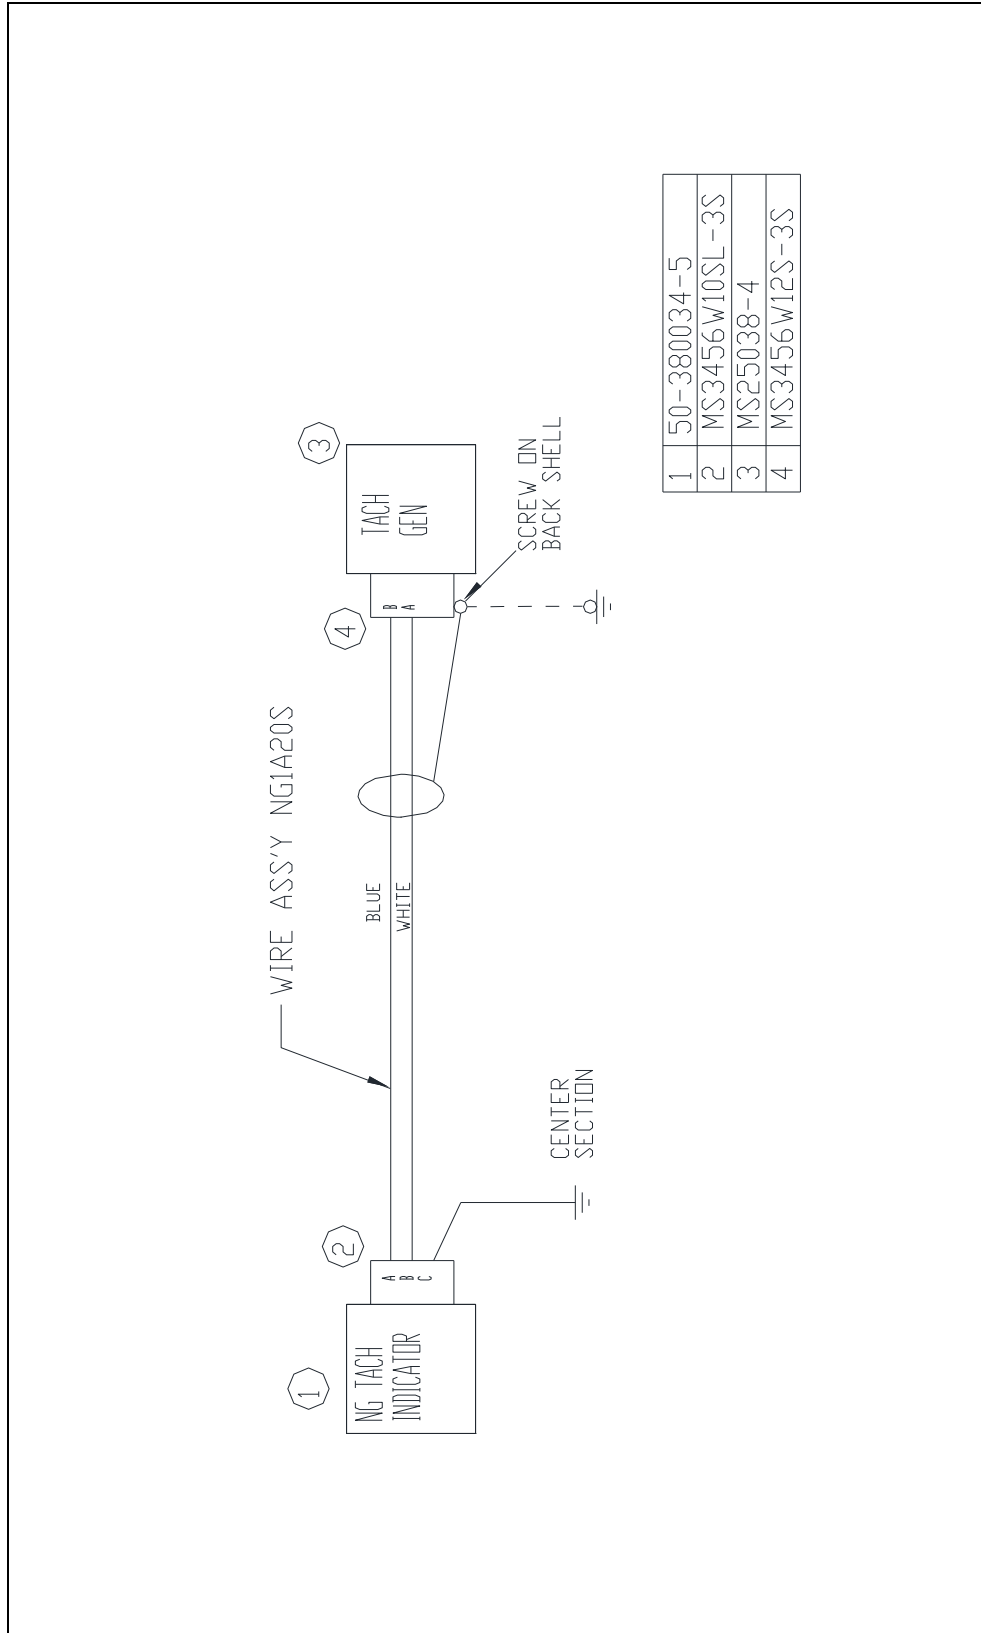 WIRE ASS'Y NG1A20S
1
NG TACH
INDICATOR
2
A
B
C
BLUE
WHITE
4
B
A
3
TACH
GEN
CENTER
SECTION
SCREW ON
BACK SHELL
1 50-380034-5
2 MS3456W10SL-3S
3 MS25038-4
4 MS3456W12S-3S